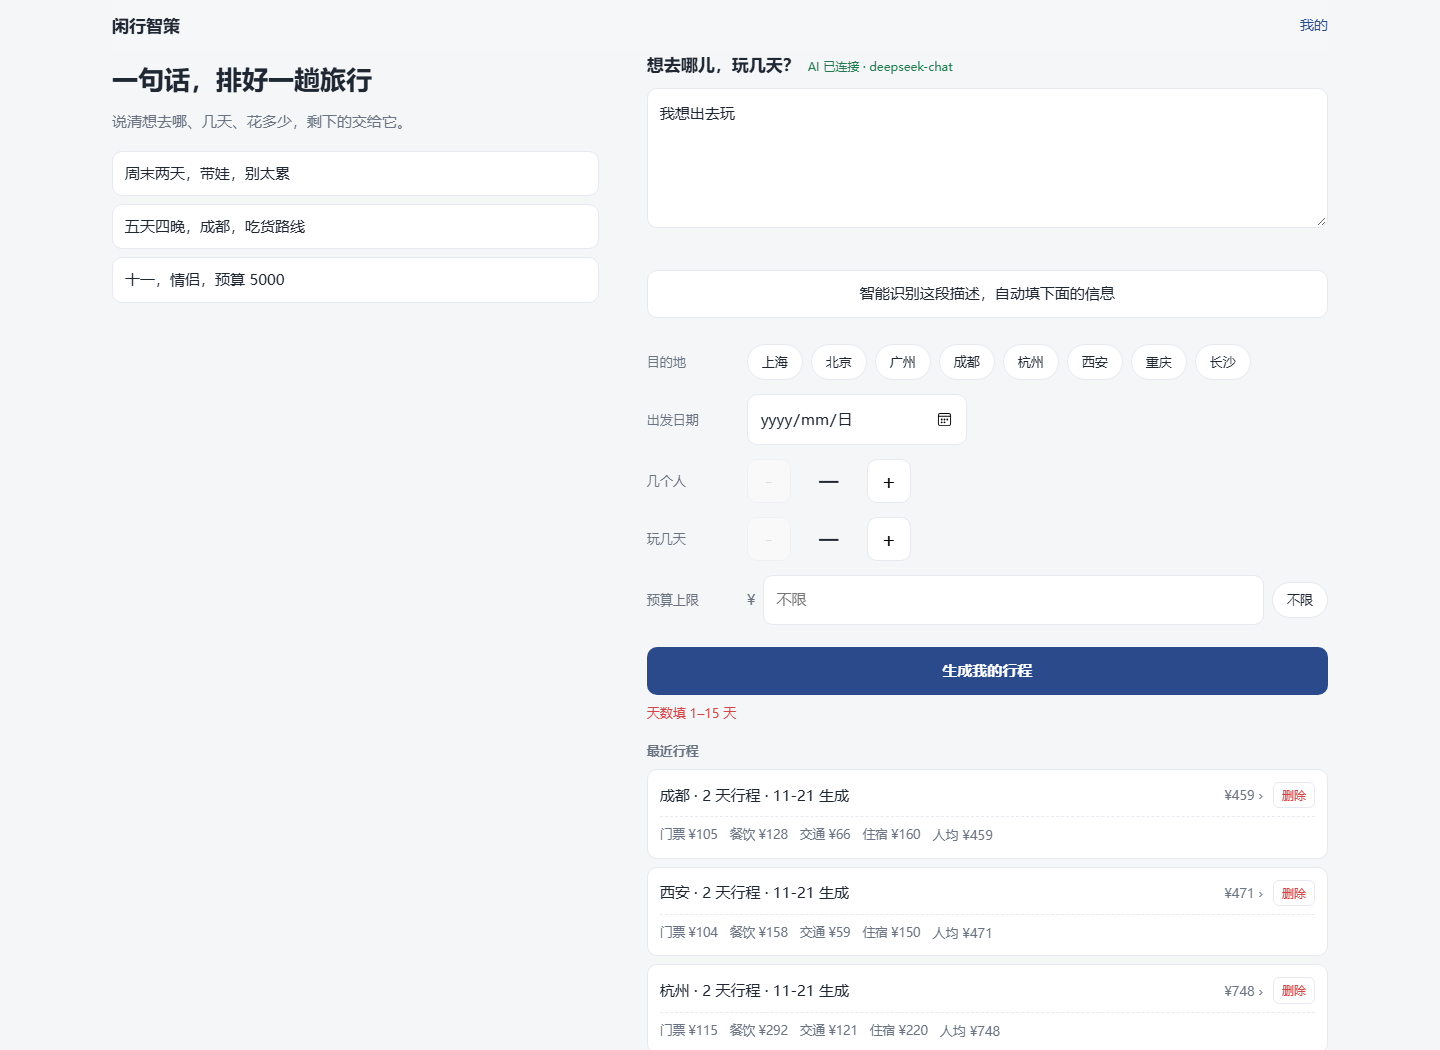 闲行智策
我的
一句话，排好一趟旅行
说清想去哪、几天、花多少，剩下的交给它。
周末两天，带娃，别太累
五天四晚，成都，吃货路线
十一，情侣，预算 5000
想去哪儿，玩几天？ AI 已连接 · deepseek-chat
我想出去玩
智能识别这段描述，自动填下面的信息
目的地 上海 北京 广州 成都 杭州 西安 重庆 长沙
出发日期 yyyy/mm/日
几个人 - — +
玩几天 - — +
预算上限 ¥ 不限 不限
生成我的行程
天数填 1–15 天
最近行程
成都 · 2 天行程 · 11-21 生成 ¥459 › 删除
门票 ¥105 餐饮 ¥128 交通 ¥66 住宿 ¥160 人均 ¥459
西安 · 2 天行程 · 11-21 生成 ¥471 › 删除
门票 ¥104 餐饮 ¥158 交通 ¥59 住宿 ¥150 人均 ¥471
杭州 · 2 天行程 · 11-21 生成 ¥748 › 删除
门票 ¥115 餐饮 ¥292 交通 ¥121 住宿 ¥220 人均 ¥748